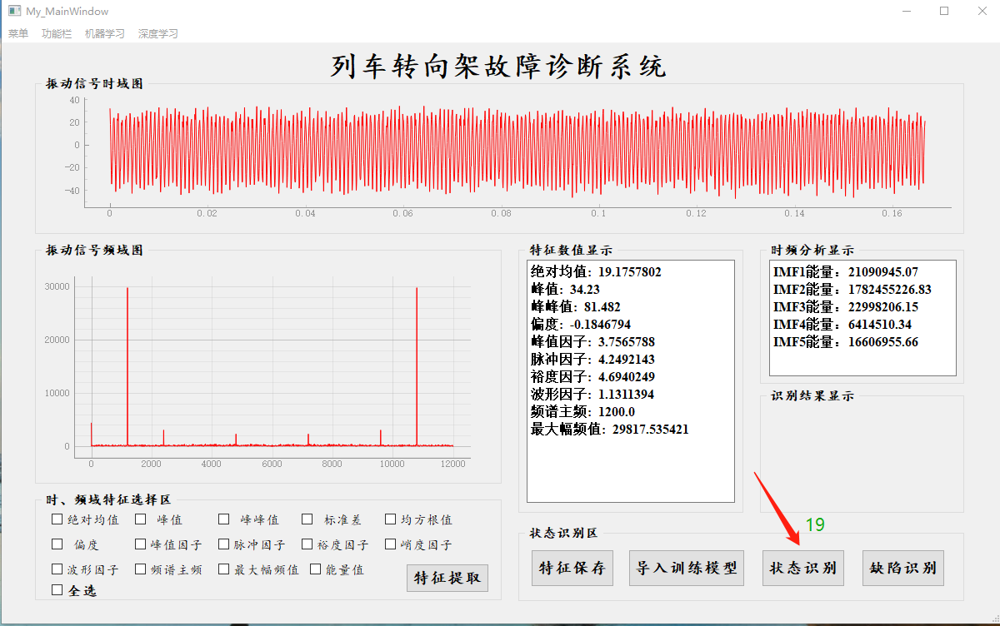 My_MainWindow
菜单 功能栏 机器学习 深度学习
列车转向架故障诊断系统
振动信号时域图
40
20
0
−20
−40
0 0.02 0.04 0.06 0.08 0.1 0.12 0.14 0.16
振动信号频域图
30000
20000
10000
0
0 2000 4000 6000 8000 10000 12000
特征数值显示
绝对均值: 19.1757802
峰值: 34.23
峰峰值: 81.482
偏度: -0.1846794
峰值因子: 3.7565788
脉冲因子: 4.2492143
裕度因子: 4.6940249
波形因子: 1.1311394
频谱主频: 1200.0
最大幅频值: 29817.535421
时频分析显示
IMF1能量: 21090945.07
IMF2能量: 1782455226.83
IMF3能量: 22998206.15
IMF4能量: 6414510.34
IMF5能量: 16606955.66
识别结果显示
时、频域特征选择区
绝对均值 峰值 峰峰值 标准差 均方根值
偏度 峰值因子 脉冲因子 裕度因子 峭度因子
波形因子 频谱主频 最大幅频值 能量值
全选
特征提取
状态识别区
19
特征保存 导入训练模型 状态识别 缺陷识别